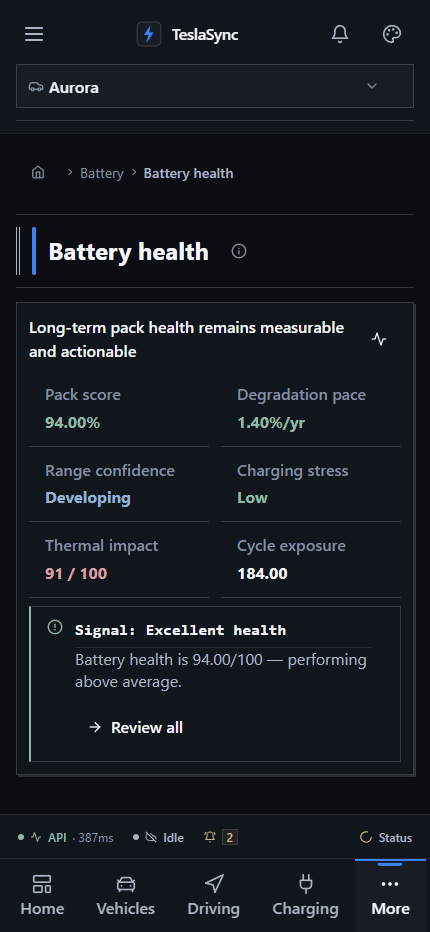 TeslaSync
Aurora
Battery
Battery health
Battery health
Long-term pack health remains measurable
and actionable
Pack score
94.00%
Degradation pace
1.40%/yr
Range confidence
Developing
Charging stress
Low
Thermal impact
91 / 100
Cycle exposure
184.00
Signal: Excellent health
Battery health is 94.00/100 — performing
above average.
Review all
API · 387ms
Idle
2
Status
Home
Vehicles
Driving
Charging
More